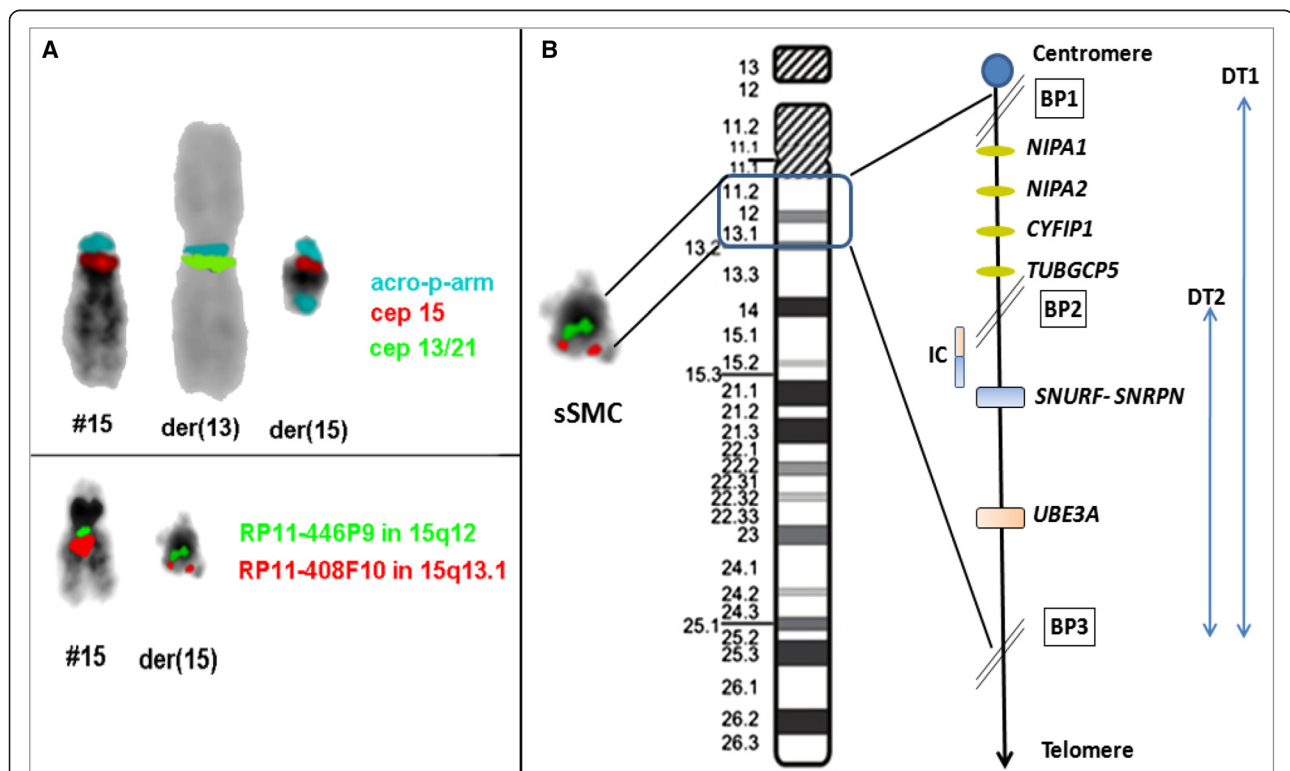 A
acro-p-arm
cep 15
cep 13/21
#15
der(13)
der(15)
RP11-446P9 in 15q12
RP11-408F10 in 15q13.1
#15
der(15)
B
sSMC
13
12
11.2
11.1
11.1
11.2
12
13.1
13.2
13.3
14
15.1
15.2
15.3
21.1
21.2
21.3
22.1
22.2
22.31
22.32
22.33
23
24.1
24.2
24.3
25.1
25.2
25.3
26.1
26.2
26.3
Centromere
BP1
NIPA1
NIPA2
CYFIP1
TUBGCP5
BP2
IC
SNURF- SNRPN
UBE3A
BP3
Telomere
DT1
DT2